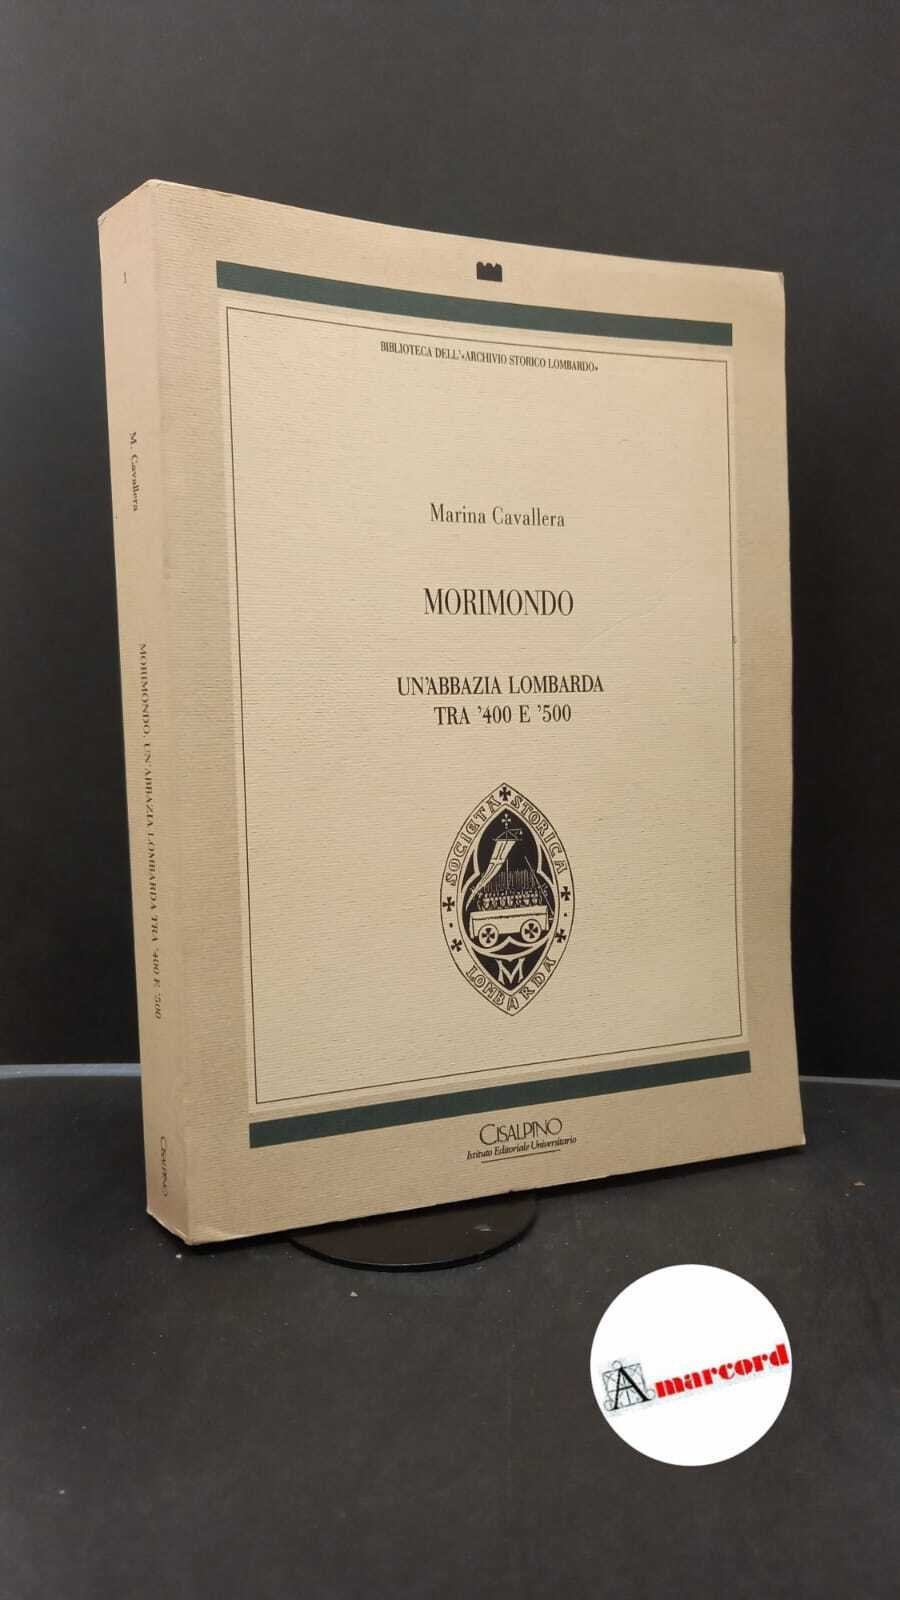 BIBLIOTECA DELL'«ARCHIVIO STORICO LOMBARDO»
Marina Cavallera
MORIMONDO
UN'ABBAZIA LOMBARDA
TRA '400 E '500
SOCIETÀ STORICA
LOMBARDA
M
CISALPINO
Istituto Editoriale Universitario
1
M. Cavallera
MORIMONDO. UN'ABBAZIA LOMBARDA TRA '400 E '500
CISALPINO
Amarcord